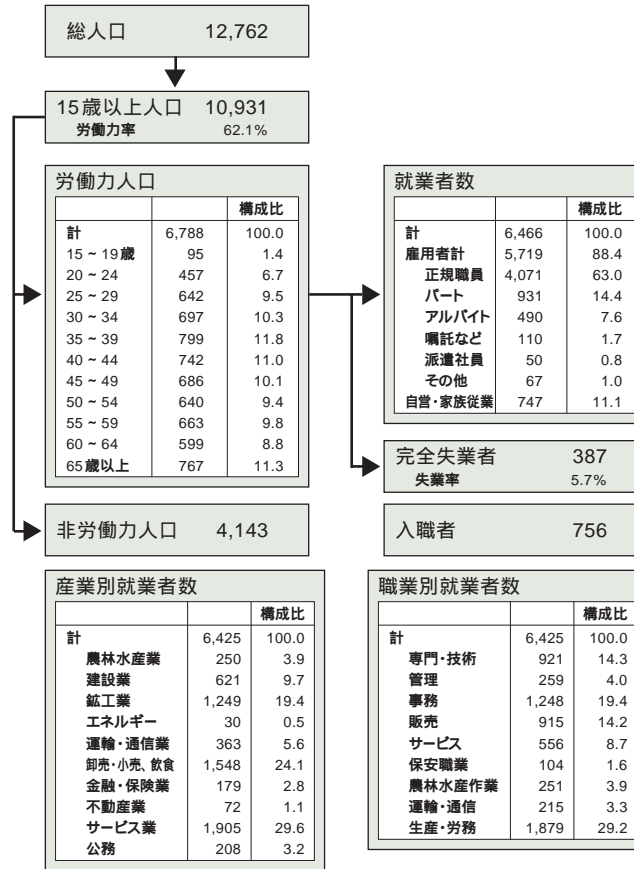 総人口 12,762
15歳以上人口 10,931
労働力率 62.1%
労働力人口
構成比
計 6,788 100.0
15 ~ 19歳 95 1.4
20 ~ 24 457 6.7
25 ~ 29 642 9.5
30 ~ 34 697 10.3
35 ~ 39 799 11.8
40 ~ 44 742 11.0
45 ~ 49 686 10.1
50 ~ 54 640 9.4
55 ~ 59 663 9.8
60 ~ 64 599 8.8
65歳以上 767 11.3
就業者数
構成比
計 6,466 100.0
雇用者計 5,719 88.4
正規職員 4,071 63.0
パート 931 14.4
アルバイト 490 7.6
嘱託など 110 1.7
派遣社員 50 0.8
その他 67 1.0
自営・家族従業 747 11.1
完全失業者 387
失業率 5.7%
非労働力人口 4,143
入職者 756
産業別就業者数
構成比
計 6,425 100.0
農林水産業 250 3.9
建設業 621 9.7
鉱工業 1,249 19.4
エネルギー 30 0.5
運輸・通信業 363 5.6
卸売・小売、飲食 1,548 24.1
金融・保険業 179 2.8
不動産業 72 1.1
サービス業 1,905 29.6
公務 208 3.2
職業別就業者数
構成比
計 6,425 100.0
専門・技術 921 14.3
管理 259 4.0
事務 1,248 19.4
販売 915 14.2
サービス 556 8.7
保安職業 104 1.6
農林水産作業 251 3.9
運輸・通信 215 3.3
生産・労務 1,879 29.2